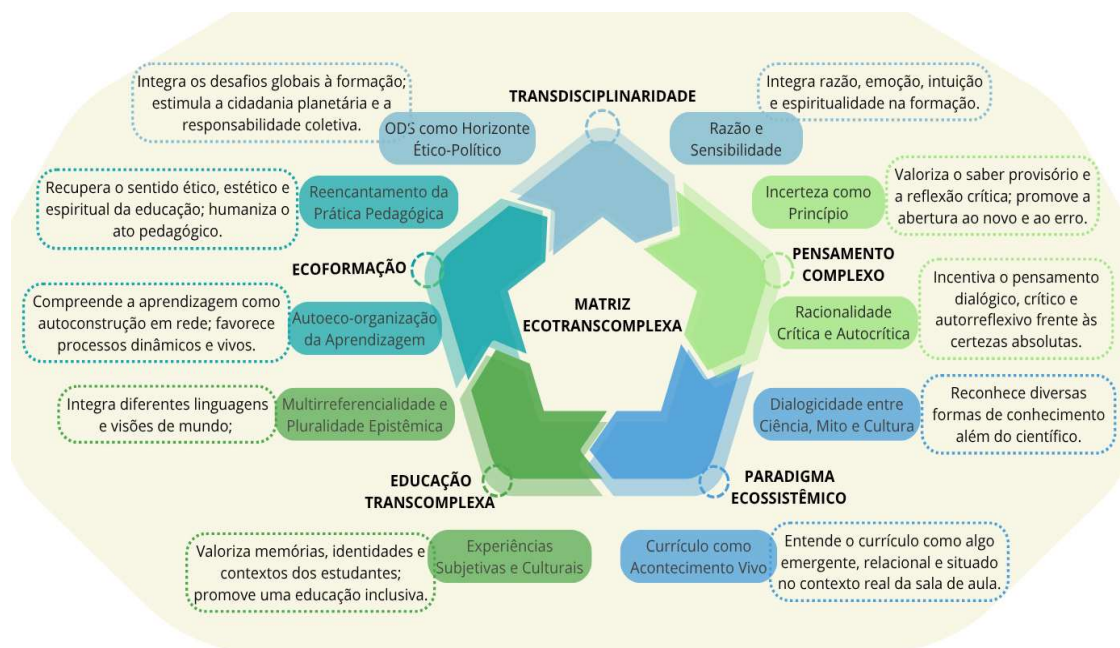 Integra os desafios globais à formação;
estimula a cidadania planetária e a
responsabilidade coletiva.
ODS como Horizonte
Ético-Político
TRANSDISCIPLINARIDADE
Razão e
Sensibilidade
Integra razão, emoção, intuição
e espiritualidade na formação.
Recupera o sentido ético, estético e
espiritual da educação; humaniza o
ato pedagógico.
Reencantamento da
Prática Pedagógica
Incerteza como
Princípio
Valoriza o saber provisório e
a reflexão crítica; promove a
abertura ao novo e ao erro.
ECOFORMAÇÃO
PENSAMENTO
COMPLEXO
Compreende a aprendizagem como
autoconstrução em rede; favorece
processos dinâmicos e vivos.
Autoeco-organização
da Aprendizagem
MATRIZ
ECOTRANSCOMPLEXA
Racionalidade
Crítica e Autocrítica
Incentiva o pensamento
dialógico, crítico e
autorreflexivo frente às
certezas absolutas.
Integra diferentes linguagens
e visões de mundo;
Multirreferencialidade e
Pluralidade Epistêmica
Dialogicidade entre
Ciência, Mito e Cultura
Reconhece diversas
formas de conhecimento
além do científico.
EDUCAÇÃO
TRANSCOMPLEXA
PARADIGMA
ECOSSISTÊMICO
Valoriza memórias, identidades e
contextos dos estudantes;
promove uma educação inclusiva.
Experiências
Subjetivas e Culturais
Currículo como
Acontecimento Vivo
Entende o currículo como algo
emergente, relacional e situado
no contexto real da sala de aula.